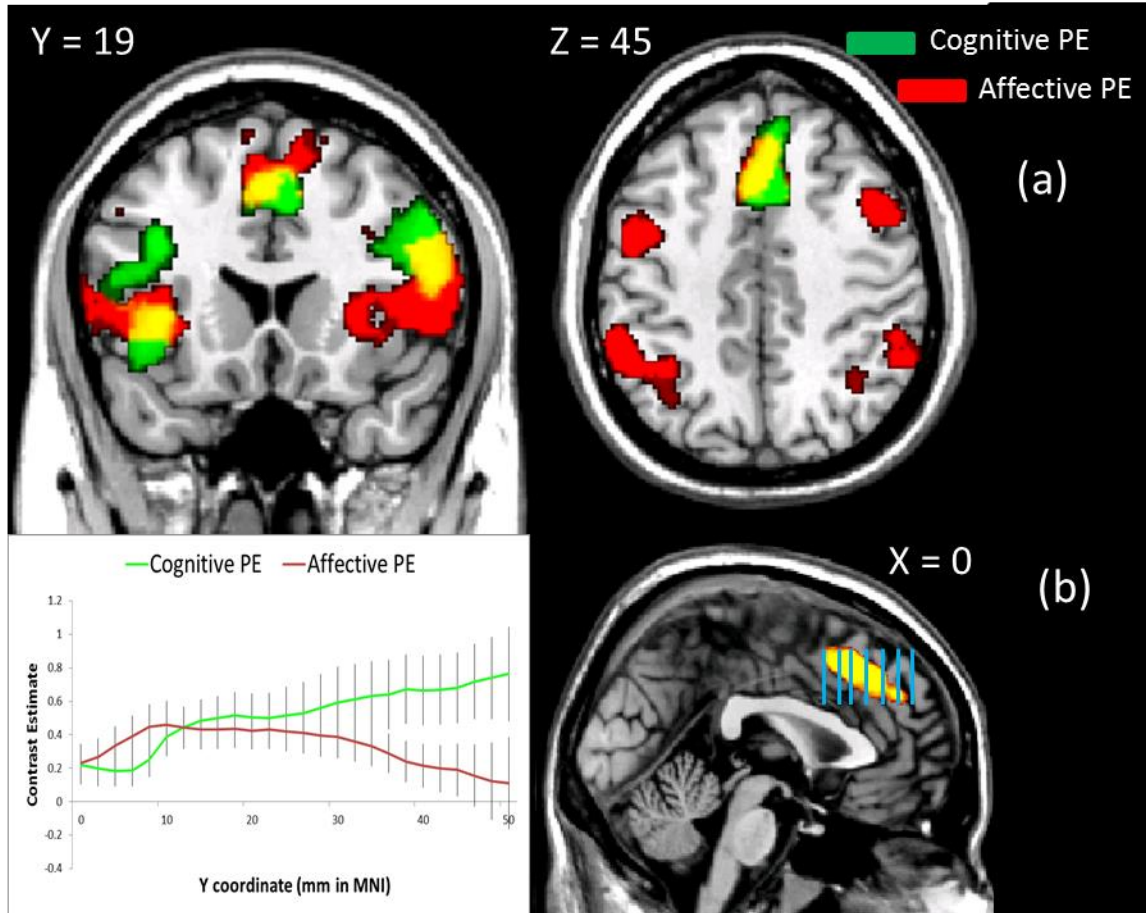 Y = 19
Z = 45
Cognitive PE
Affective PE
(a)
Cognitive PE
Affective PE
Contrast Estimate
1.2
1
0.8
0.6
0.4
0.2
0
-0.2
-0.4
0
10
20
30
40
50
Y coordinate (mm in MNI)
X = 0
(b)